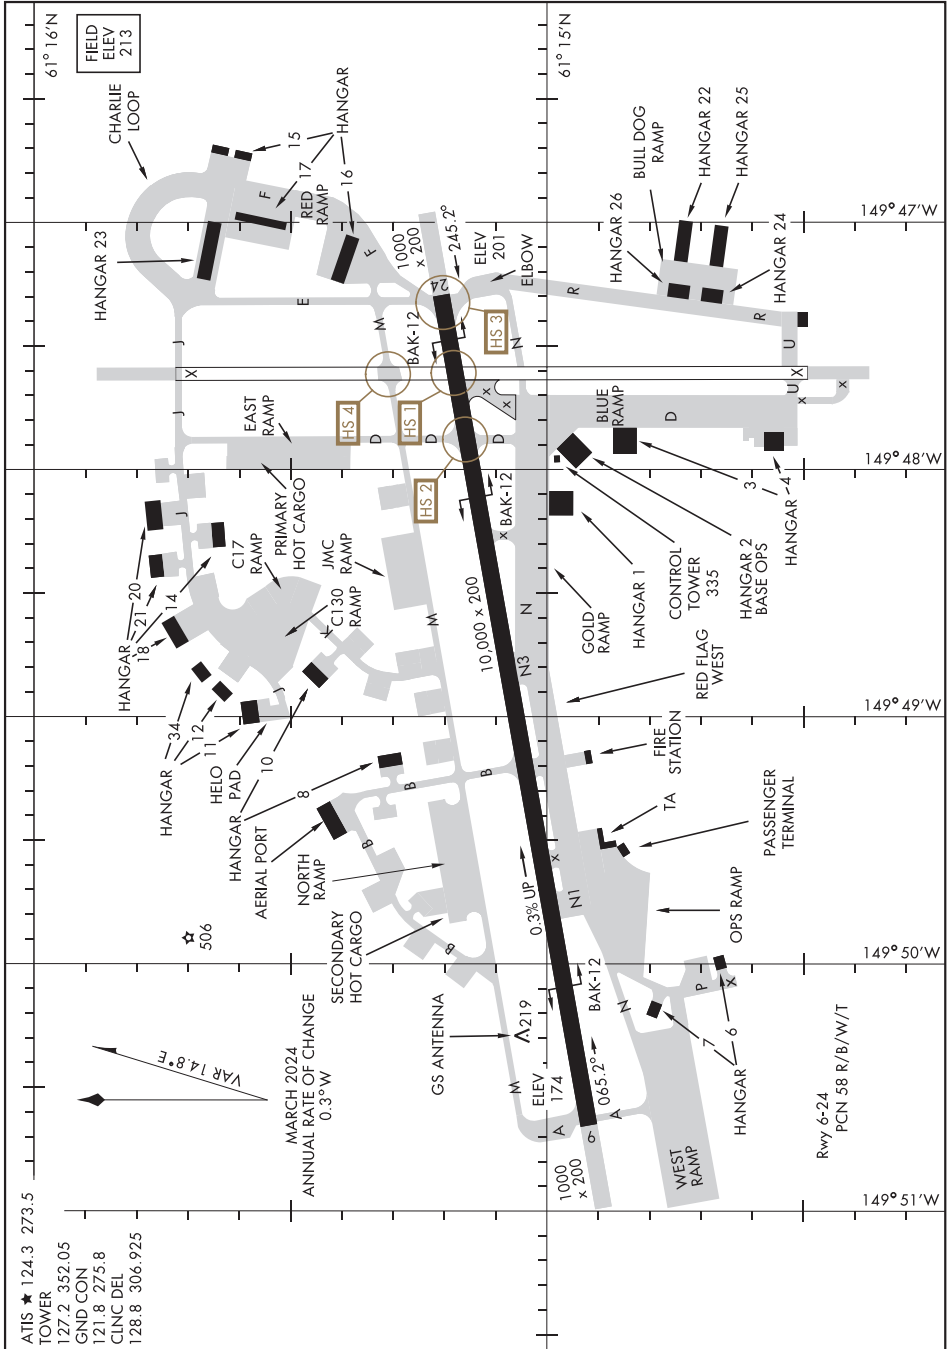 ATIS ★ 124.3 273.5
TOWER
127.2 352.05
GND CON
121.8 275.8
CLNC DEL
128.8 306.925
VAR 14.8°E
MARCH 2024
ANNUAL RATE OF CHANGE
0.3°W
506
FIELD
ELEV
213
61°16'N
61°15'N
149°47'W
149°48'W
149°49'W
149°50'W
149°51'W
CHARLIE
LOOP
HANGAR 23
15
17
16
HANGAR
RED
RAMP
F
F
E
J
J
J
J
X
X
1000
× 200
245.2°
24
ELEV
201
ELBOW
HS 3
HS 4
HS 1
HS 2
BAK-12
BAK-12
BAK-12
M
M
M
D
D
D
D
N
N
N
N3
N1
R
R
U
U
x
x
x
x
x
x
x
EAST
RAMP
PRIMARY
HOT CARGO
C17
RAMP
JMC
RAMP
C130
RAMP
K
HANGAR
20
21
14
18
HANGAR
34
12
11
HELO
PAD
HANGAR
10
8
AERIAL PORT
NORTH
RAMP
SECONDARY
HOT CARGO
B
B
B
B
GS ANTENNA
219
10,000 × 200
0.3% UP
ELEV
174
065.2°
6
1000
× 200
A
A
WEST
RAMP
P
HANGAR
7
6
OPS RAMP
PASSENGER
TERMINAL
TA
FIRE
STATION
RED FLAG
WEST
GOLD
RAMP
HANGAR 1
CONTROL
TOWER
335
HANGAR 2
BASE OPS
HANGAR
3
4
BLUE
RAMP
BULL DOG
RAMP
HANGAR 26
HANGAR 22
HANGAR 25
HANGAR 24
Rwy 6-24
PCN 58 R/B/W/T